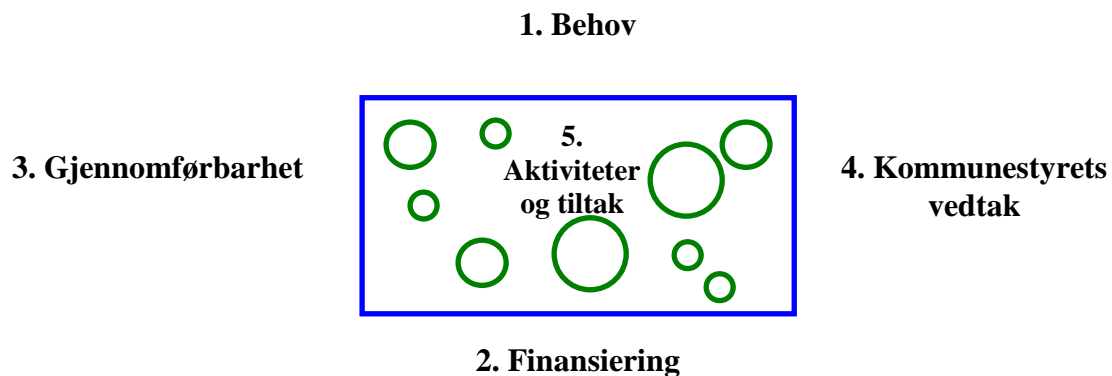 1. Behov
5.
Aktiviteter
og tiltak
3. Gjennomførbarhet
4. Kommunestyrets
vedtak
2. Finansiering